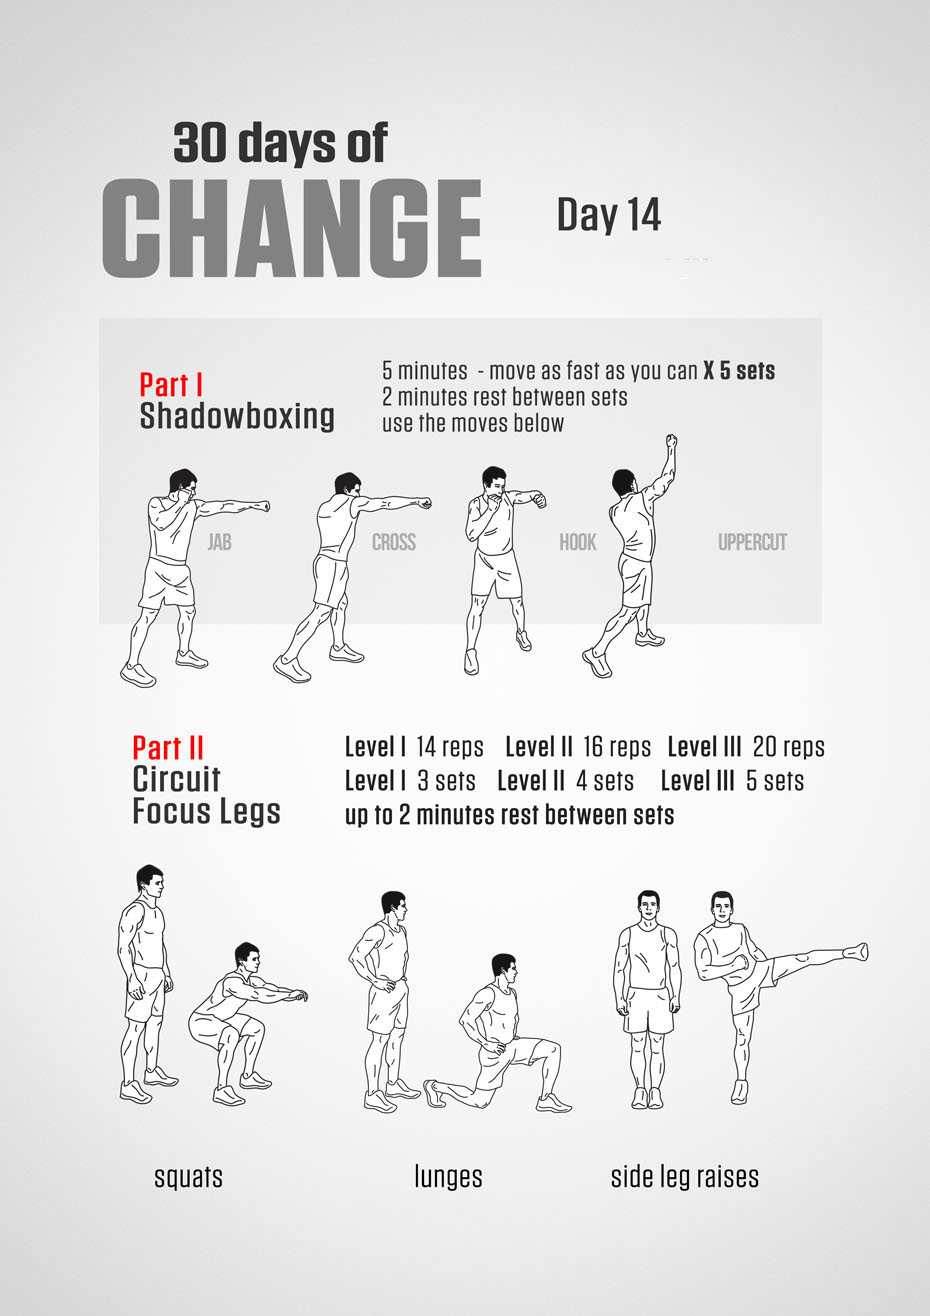 30 days of
CHANGE
Day 14
Part I
Shadowboxing
5 minutes - move as fast as you can X 5 sets
2 minutes rest between sets
use the moves below
JAB
CROSS
HOOK
UPPERCUT
Part II
Circuit
Focus Legs
Level I 14 reps Level II 16 reps Level III 20 reps
Level I 3 sets Level II 4 sets Level III 5 sets
up to 2 minutes rest between sets
squats
lunges
side leg raises